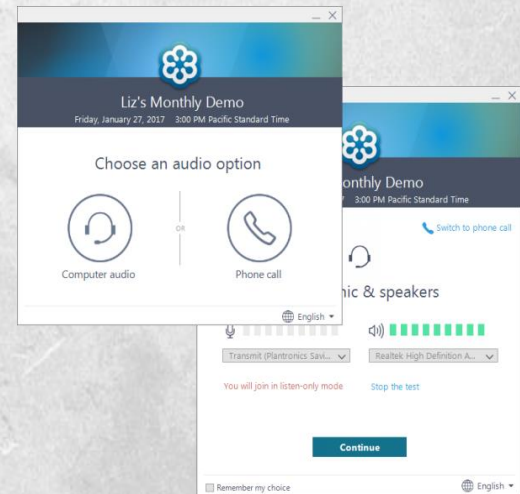 Liz's Monthly Demo
Friday, January 27, 2017 3:00 PM Pacific Standard Time
Choose an audio option
OR
Computer audio
Phone call
English
Demo
3:00 PM Pacific Standard Time
Switch to phone call
& speakers
Transmit (Plantronics Savi...
Realtek High Definition A...
You will join in listen-only mode
Stop the test
Continue
Remember my choice
English